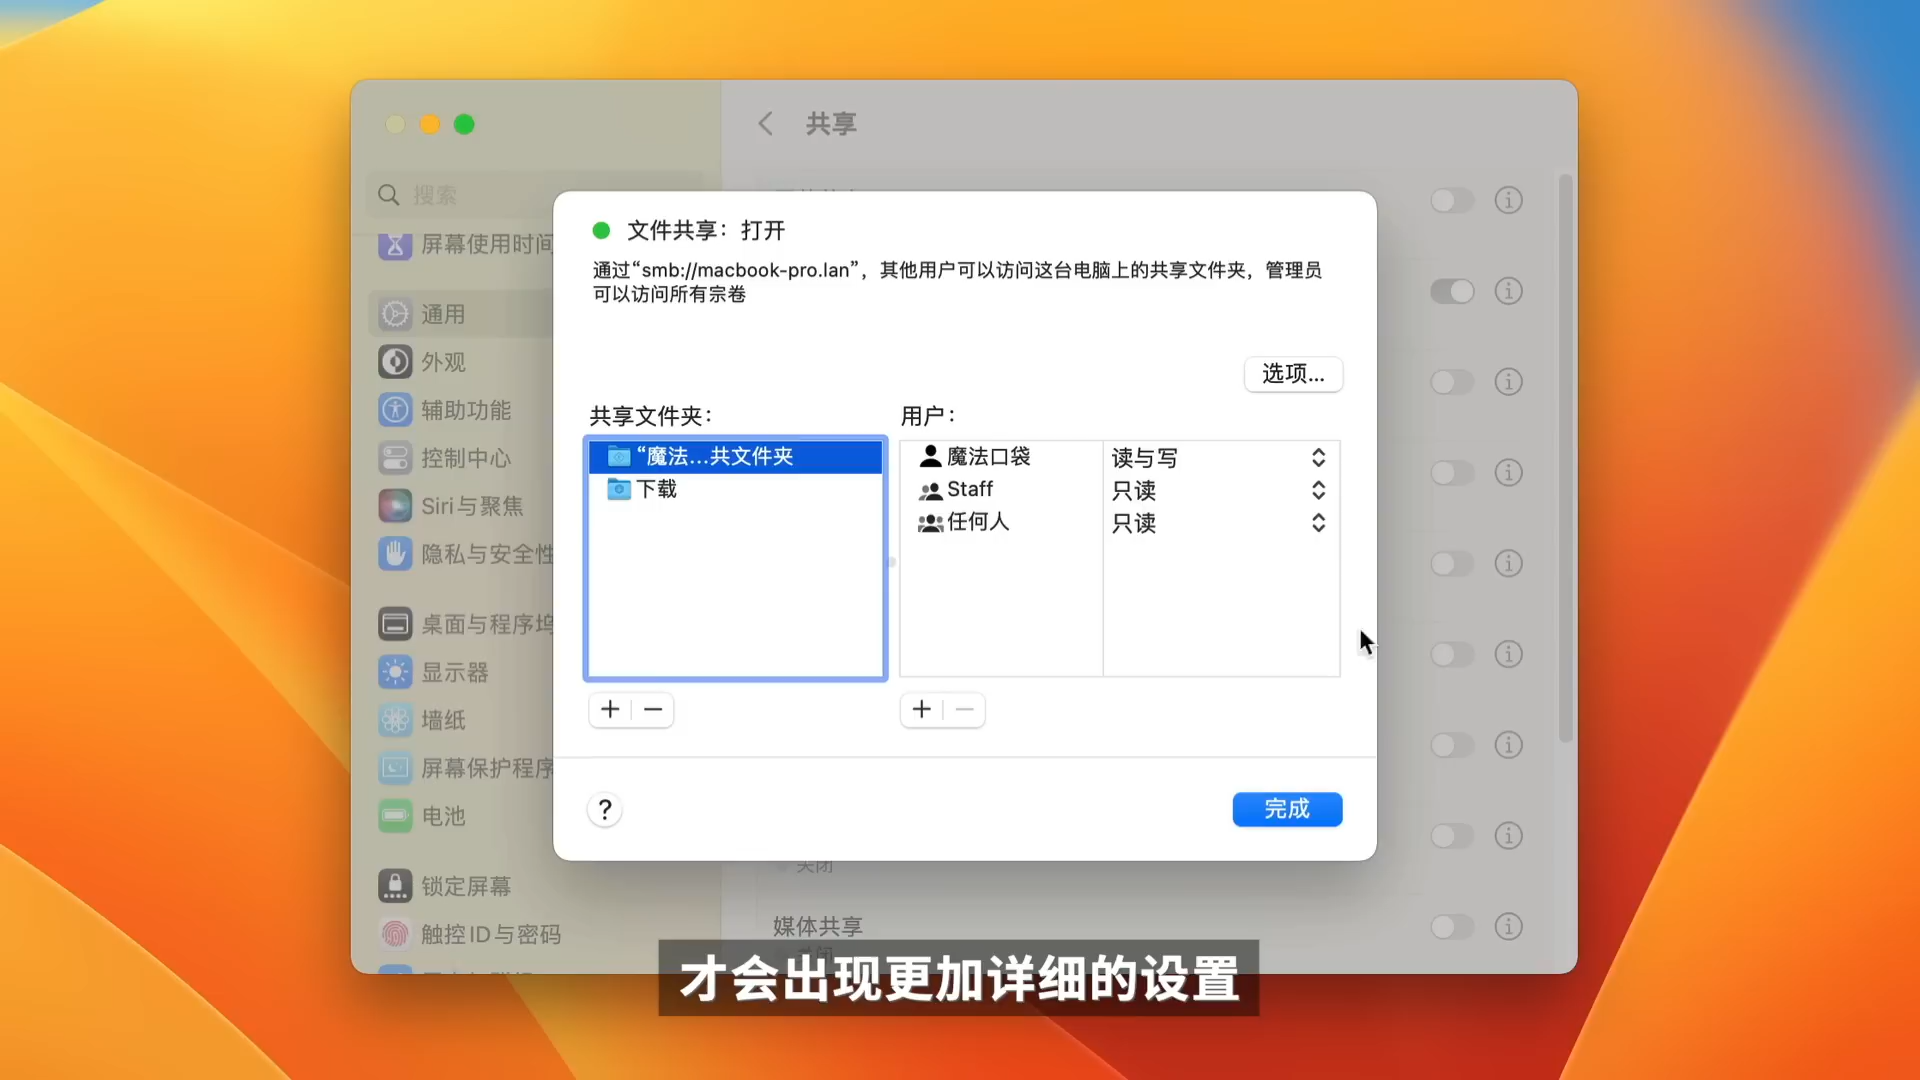 共享
搜索
屏幕使用时间
通用
外观
辅助功能
控制中心
Siri与聚焦
隐私与安全性
桌面与程序坞
显示器
墙纸
屏幕保护程序
电池
锁定屏幕
触控ID与密码
文件共享：打开
通过“smb://macbook-pro.lan”，其他用户可以访问这台电脑上的共享文件夹，管理员
可以访问所有宗卷
选项...
共享文件夹：
“魔法...共文件夹
下载
用户：
魔法口袋 读与写
Staff 只读
任何人 只读
?
完成
关闭
媒体共享
才会出现更加详细的设置